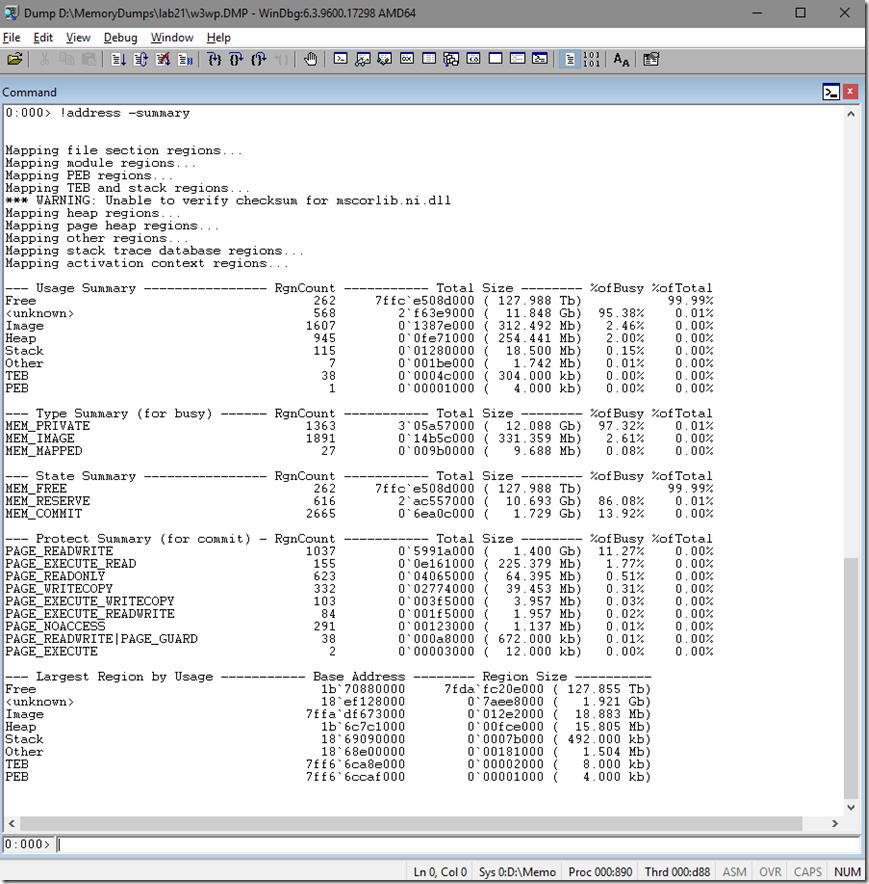 Dump D:\MemoryDumps\lab21\w3wp.DMP - WinDbg:6.3.9600.17298 AMD64
File Edit View Debug Window Help
Command
0:000> !address -summary
Mapping file section regions...
Mapping module regions...
Mapping PEB regions...
Mapping TEB and stack regions...
*** WARNING: Unable to verify checksum for mscorlib.ni.dll
Mapping heap regions...
Mapping page heap regions...
Mapping other regions...
Mapping stack trace database regions...
Mapping activation context regions...
--- Usage Summary ---------------- RgnCount ----------- Total Size -------- %ofBusy %ofTotal
Free 262 7ffc`e508d000 ( 127.988 Tb) 99.99%
<unknown> 568 2`f63e9000 ( 11.848 Gb) 95.38% 0.01%
Image 1607 0`1387e000 ( 312.492 Mb) 2.46% 0.00%
Heap 945 0`0fe71000 ( 254.441 Mb) 2.00% 0.00%
Stack 115 0`01280000 ( 18.500 Mb) 0.15% 0.00%
Other 7 0`001be000 ( 1.742 Mb) 0.01% 0.00%
TEB 38 0`0004c000 ( 304.000 kb) 0.00% 0.00%
PEB 1 0`00001000 ( 4.000 kb) 0.00% 0.00%
--- Type Summary (for busy) ------ RgnCount ----------- Total Size -------- %ofBusy %ofTotal
MEM_PRIVATE 1363 3`05a57000 ( 12.088 Gb) 97.32% 0.01%
MEM_IMAGE 1891 0`14b5c000 ( 331.359 Mb) 2.61% 0.00%
MEM_MAPPED 27 0`009b0000 ( 9.688 Mb) 0.08% 0.00%
--- State Summary ---------------- RgnCount ----------- Total Size -------- %ofBusy %ofTotal
MEM_FREE 262 7ffc`e508d000 ( 127.988 Tb) 99.99%
MEM_RESERVE 616 2`ac557000 ( 10.693 Gb) 86.08% 0.01%
MEM_COMMIT 2665 0`6ea0c000 ( 1.729 Gb) 13.92% 0.00%
--- Protect Summary (for commit) - RgnCount ----------- Total Size -------- %ofBusy %ofTotal
PAGE_READWRITE 1037 0`5991a000 ( 1.400 Gb) 11.27% 0.00%
PAGE_EXECUTE_READ 155 0`0e161000 ( 225.379 Mb) 1.77% 0.00%
PAGE_READONLY 623 0`04065000 ( 64.395 Mb) 0.51% 0.00%
PAGE_WRITECOPY 332 0`02774000 ( 39.453 Mb) 0.31% 0.00%
PAGE_EXECUTE_WRITECOPY 103 0`003f5000 ( 3.957 Mb) 0.03% 0.00%
PAGE_EXECUTE_READWRITE 84 0`001f5000 ( 1.957 Mb) 0.02% 0.00%
PAGE_NOACCESS 291 0`00123000 ( 1.137 Mb) 0.01% 0.00%
PAGE_READWRITE|PAGE_GUARD 38 0`000a8000 ( 672.000 kb) 0.01% 0.00%
PAGE_EXECUTE 2 0`00003000 ( 12.000 kb) 0.00% 0.00%
--- Largest Region by Usage ----------- Base Address -------- Region Size ----------
Free 1b`70880000 7fda`fc20e000 ( 127.855 Tb)
<unknown> 18`ef128000 0`7aee8000 ( 1.921 Gb)
Image 7ffa`df673000 0`012e2000 ( 18.883 Mb)
Heap 1b`6c7c1000 0`00fce000 ( 15.805 Mb)
Stack 18`69090000 0`0007b000 ( 492.000 kb)
Other 18`68e00000 0`00181000 ( 1.504 Mb)
TEB 7ff6`6ca8e000 0`00002000 ( 8.000 kb)
PEB 7ff6`6ccaf000 0`00001000 ( 4.000 kb)
0:000>
Ln 0, Col 0 Sys 0:D:\Memo Proc 000:890 Thrd 000:d88 ASM OVR CAPS NUM